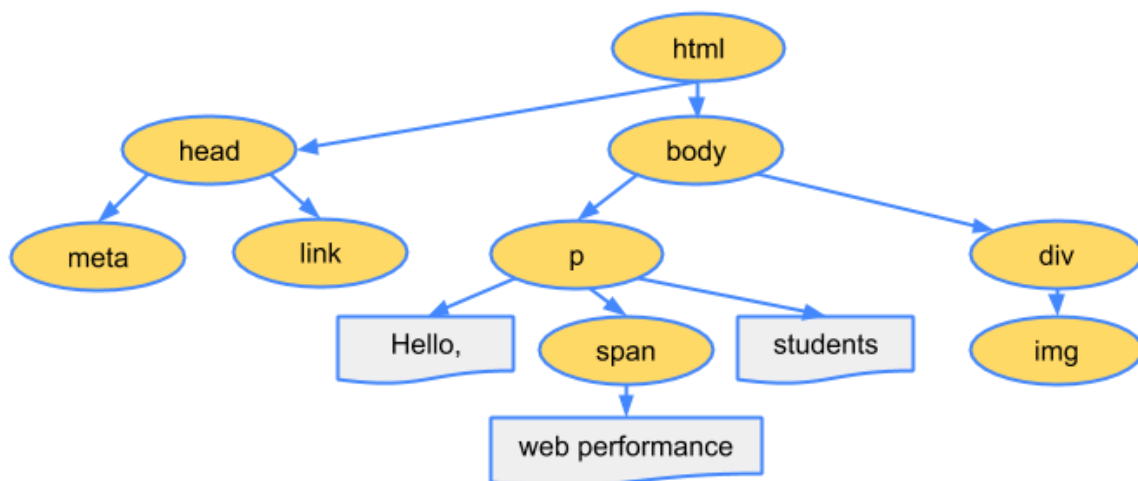 html
head
body
meta
link
p
div
Hello,
span
students
img
web performance